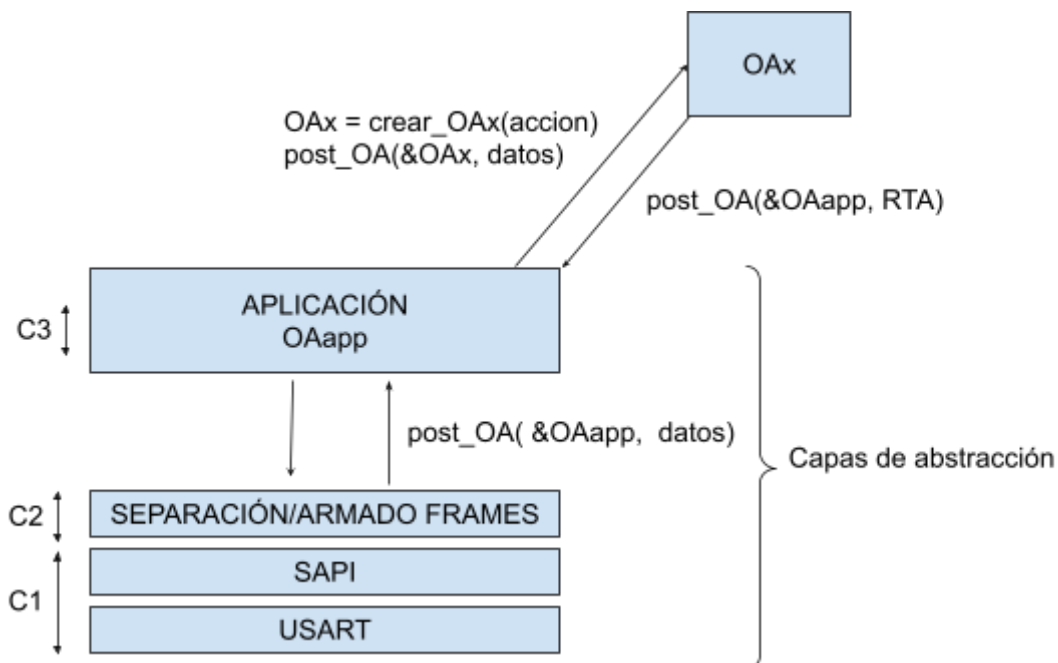 OAx
OAx = crear_OAx(accion)
post_OA(&OAx, datos)
post_OA(&OAapp, RTA)
C3
APLICACIÓN
OAapp
post_OA( &OAapp,  datos)
Capas de abstracción
C2
SEPARACIÓN/ARMADO FRAMES
SAPI
C1
USART